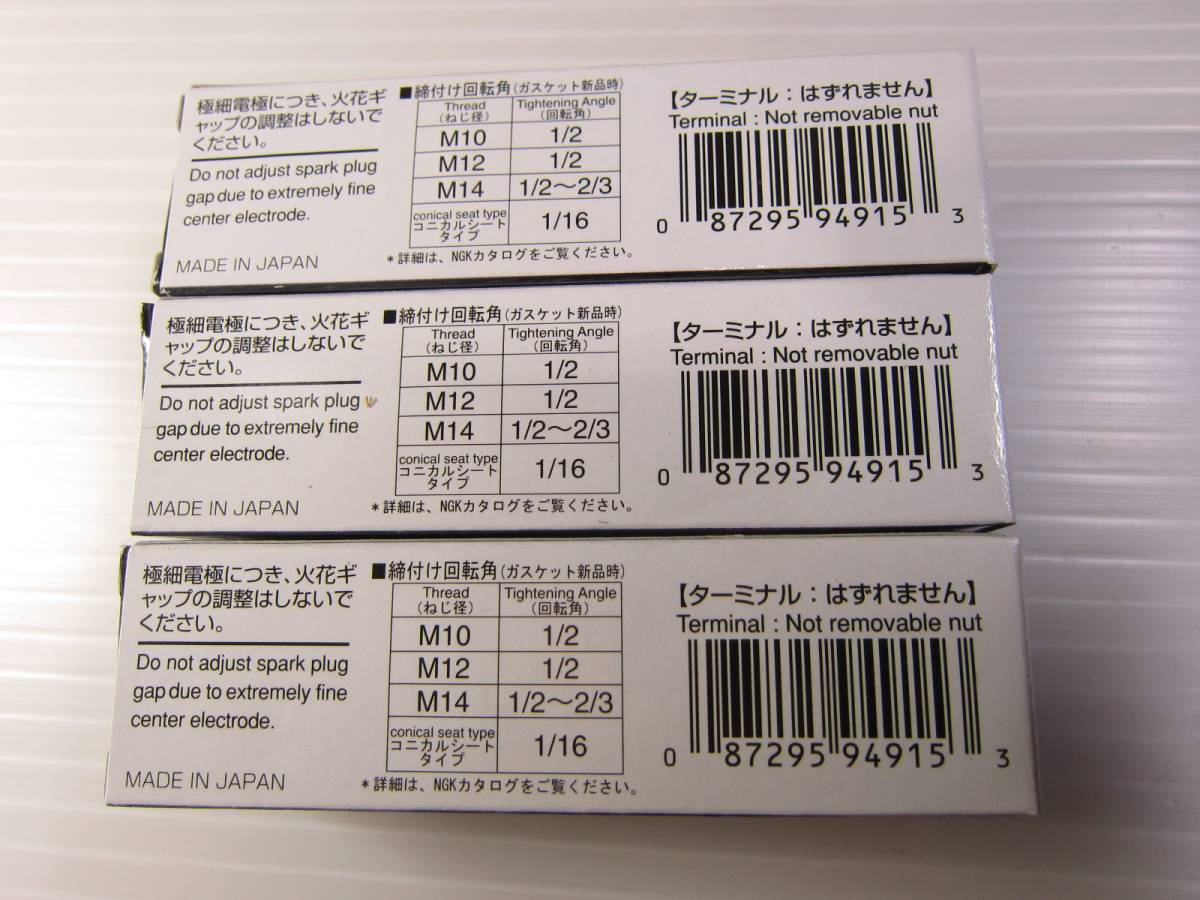 極細電極につき、火花ギ
ャップの調整はしないで
ください。
Do not adjust spark plug
gap due to extremely fine
center electrode.
MADE IN JAPAN
■締付け回転角(ガスケット新品時)
Thread Tightening Angle
(ねじ径) (回転角)
M10 1/2
M12 1/2
M14 1/2〜2/3
conical seat type
コニカルシート
タイプ 1/16
*詳細は、NGKカタログをご覧ください。
【ターミナル:はずれません】
Terminal : Not removable nut
0 87295 94915 3
極細電極につき、火花ギ
ャップの調整はしないで
ください。
Do not adjust spark plug
gap due to extremely fine
center electrode.
MADE IN JAPAN
■締付け回転角(ガスケット新品時)
Thread Tightening Angle
(ねじ径) (回転角)
M10 1/2
M12 1/2
M14 1/2〜2/3
conical seat type
コニカルシート
タイプ 1/16
*詳細は、NGKカタログをご覧ください。
【ターミナル:はずれません】
Terminal : Not removable nut
0 87295 94915 3
極細電極につき、火花ギ
ャップの調整はしないで
ください。
Do not adjust spark plug
gap due to extremely fine
center electrode.
MADE IN JAPAN
■締付け回転角(ガスケット新品時)
Thread Tightening Angle
(ねじ径) (回転角)
M10 1/2
M12 1/2
M14 1/2〜2/3
conical seat type
コニカルシート
タイプ 1/16
*詳細は、NGKカタログをご覧ください。
【ターミナル:はずれません】
Terminal : Not removable nut
0 87295 94915 3